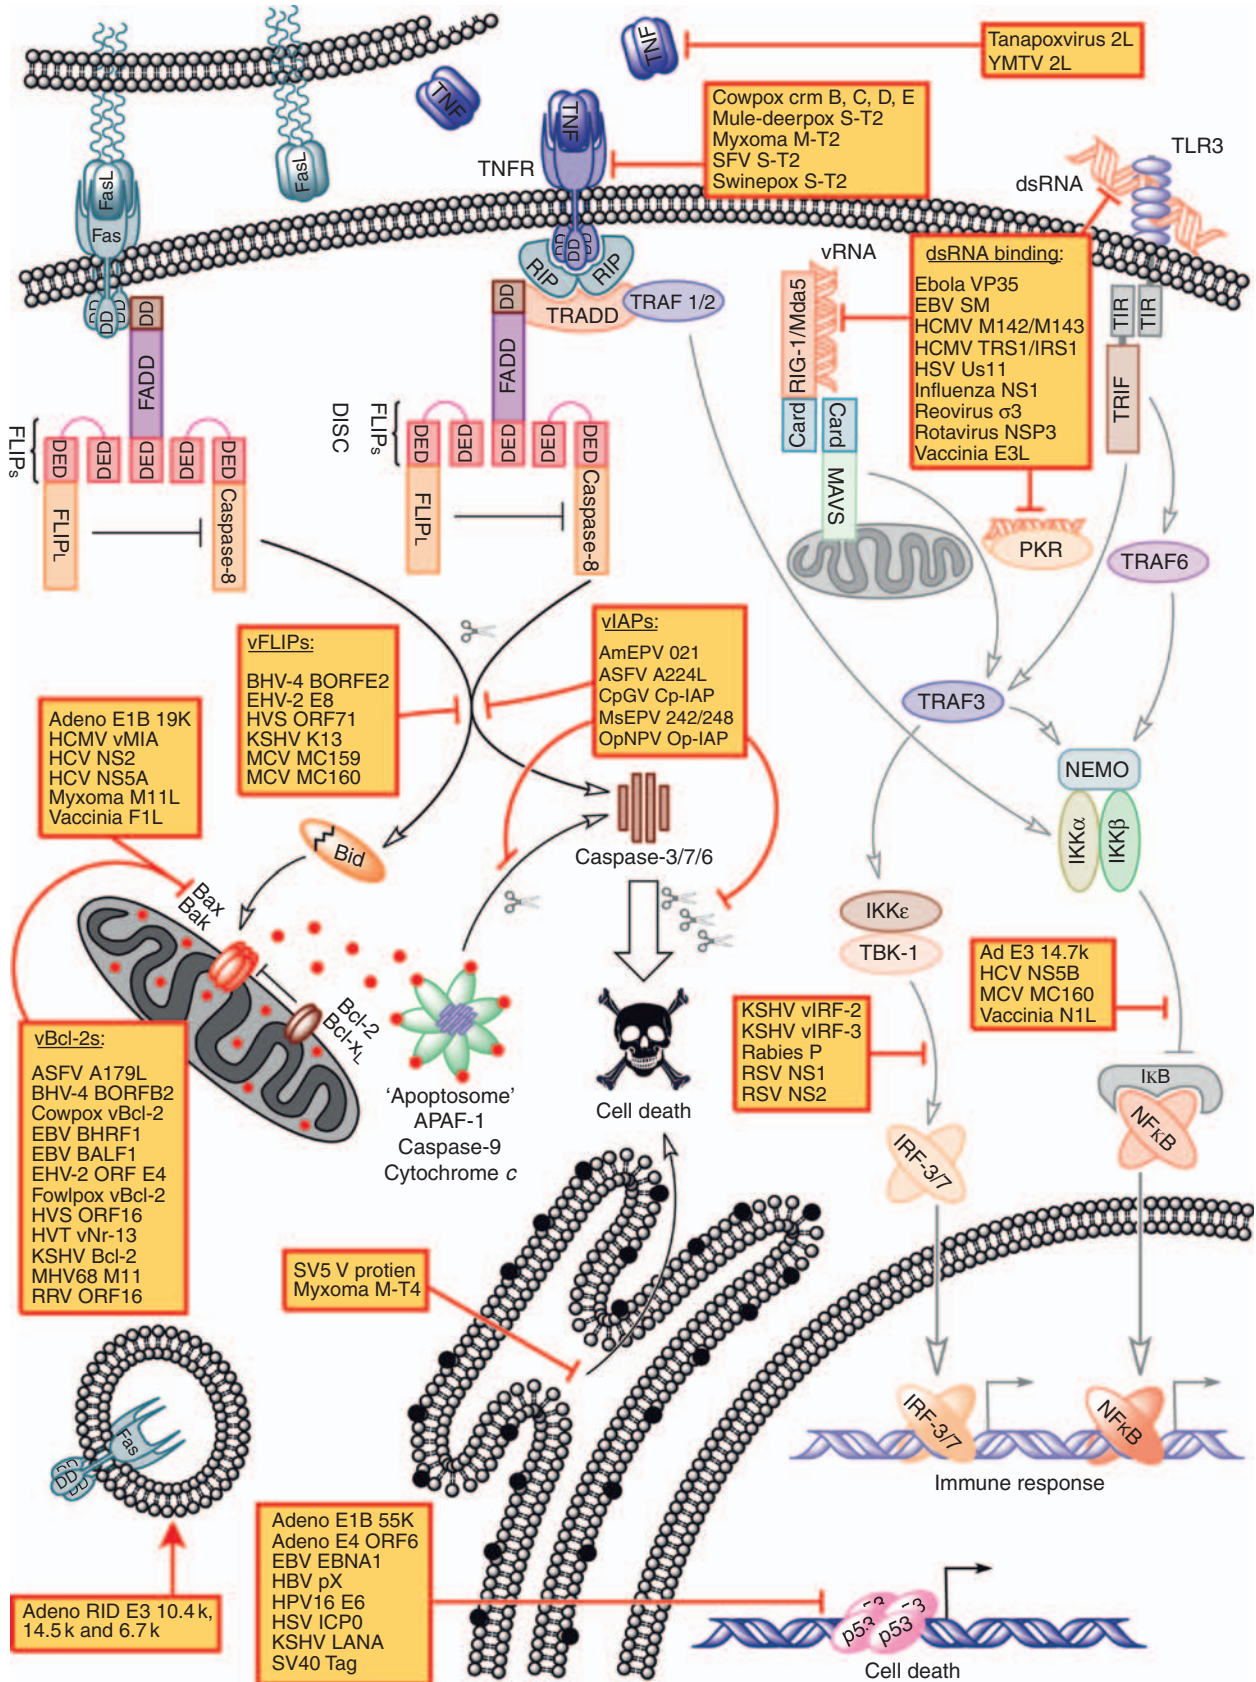 TNF
Tanapoxvirus 2L
YMTV 2L
TNF
Cowpox crm B, C, D, E
Mule-deerpox S-T2
Myxoma M-T2
SFV S-T2
Swinepox S-T2
TNF
TNFR
TLR3
dsRNA
FasL
FasL
Fas
DD
DD
DD
DD
FADD
FLIPs
DED
DED
DED
DED
DED
FLIPL
Caspase-8
DD
DD
DD
RIP
RIP
DD
TRADD
TRAF 1/2
FADD
DISC
FLIPs
DED
DED
DED
DED
DED
FLIPL
Caspase-8
vRNA
RIG-1/Mda5
Card
Card
MAVS
dsRNA binding:
Ebola VP35
EBV SM
HCMV M142/M143
HCMV TRS1/IRS1
HSV Us11
Influenza NS1
Reovirus σ3
Rotavirus NSP3
Vaccinia E3L
TIR
TIR
TRIF
PKR
TRAF6
TRAF3
NEMO
IKKα
IKKβ
vFLIPs:
BHV-4 BORFE2
EHV-2 E8
HVS ORF71
KSHV K13
MCV MC159
MCV MC160
vIAPs:
AmEPV 021
ASFV A224L
CpGV Cp-IAP
MsEPV 242/248
OpNPV Op-IAP
Adeno E1B 19K
HCMV vMIA
HCV NS2
HCV NS5A
Myxoma M11L
Vaccinia F1L
Bid
Caspase-3/7/6
Bax
Bak
Bcl-2
Bcl-xL
IKKε
TBK-1
Ad E3 14.7k
HCV NS5B
MCV MC160
Vaccinia N1L
KSHV vIRF-2
KSHV vIRF-3
Rabies P
RSV NS1
RSV NS2
vBcl-2s:
ASFV A179L
BHV-4 BORFB2
Cowpox vBcl-2
EBV BHRF1
EBV BALF1
EHV-2 ORF E4
Fowlpox vBcl-2
HVS ORF16
HVT vNr-13
KSHV Bcl-2
MHV68 M11
RRV ORF16
'Apoptosome'
APAF-1
Caspase-9
Cytochrome c
Cell death
IκB
NFκB
IRF-3/7
SV5 V protien
Myxoma M-T4
Fas
DD
DD
DD
IRF-3/7
NFκB
Immune response
Adeno RID E3 10.4 k,
14.5 k and 6.7 k
Adeno E1B 55K
Adeno E4 ORF6
EBV EBNA1
HBV pX
HPV16 E6
HSV ICP0
KSHV LANA
SV40 Tag
p53
p53
Cell death